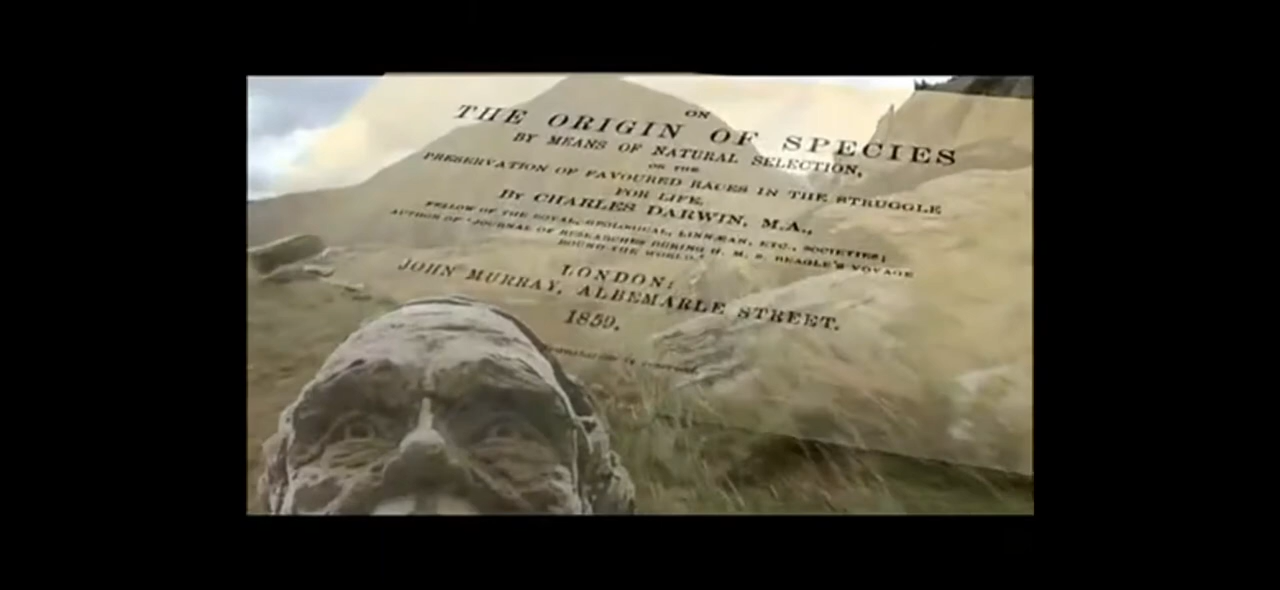 ON
THE ORIGIN OF SPECIES
BY MEANS OF NATURAL SELECTION,
OR THE
PRESERVATION OF FAVOURED RACES IN THE STRUGGLE
FOR LIFE.
BY CHARLES DARWIN, M.A.,
FELLOW OF THE ROYAL, GEOLOGICAL, LINNÆAN, ETC., SOCIETIES;
AUTHOR OF 'JOURNAL OF RESEARCHES DURING H. M. S. BEAGLE'S VOYAGE
ROUND THE WORLD.'
LONDON:
JOHN MURRAY, ALBEMARLE STREET.
1859.